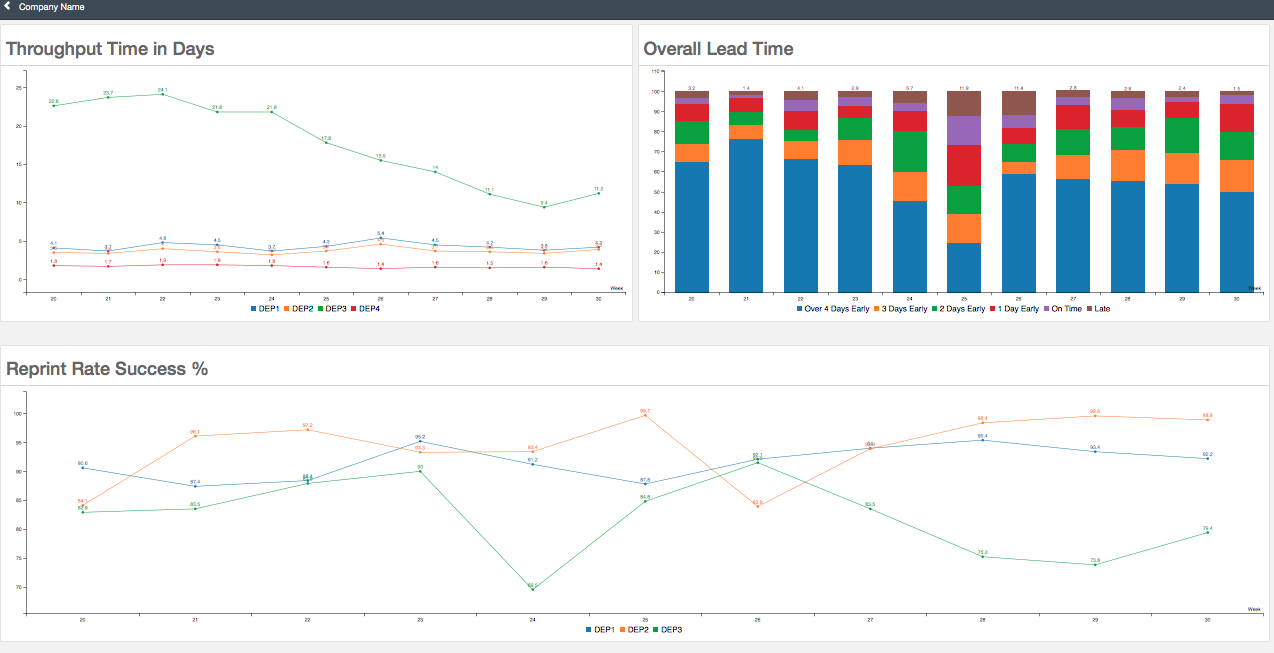 Company Name
Throughput Time in Days
25
20
15
10
5
0
22.6 23.7 24.1 21.8 21.8 17.8 15.5 14 11.1 9.4 11.2
4.1 3.7 4.8 4.5 3.7 4.3 5.4 4.5 4.2 3.8 4.2
1.8 1.7 1.9 1.9 1.8 1.6 1.4 1.6 1.5 1.6 1.4
Week
20 21 22 23 24 25 26 27 28 29 30
DEP1 DEP2 DEP3 DEP4
Overall Lead Time
110
100
90
80
70
60
50
40
30
20
10
0
3.2 1.4 4.1 2.9 5.7 11.9 11.4 2.8 2.4 1.5
Week
20 21 22 23 24 25 26 27 28 29 30
Over 4 Days Early 3 Days Early 2 Days Early 1 Day Early On Time Late
Reprint Rate Success %
100
95
90
85
80
75
70
84.1 96.1 97.2 93.4 99.7 83.9 98.4 99.6 98.9
90.6 87.4 88.4 95.2 91.2 87.8 92.1 94 95.4 93.4 92.2
82.9 83.5 90 69.5 84.8 83.5 75.2 73.8 79.4
Week
20 21 22 23 24 25 26 27 28 29 30
DEP1 DEP2 DEP3